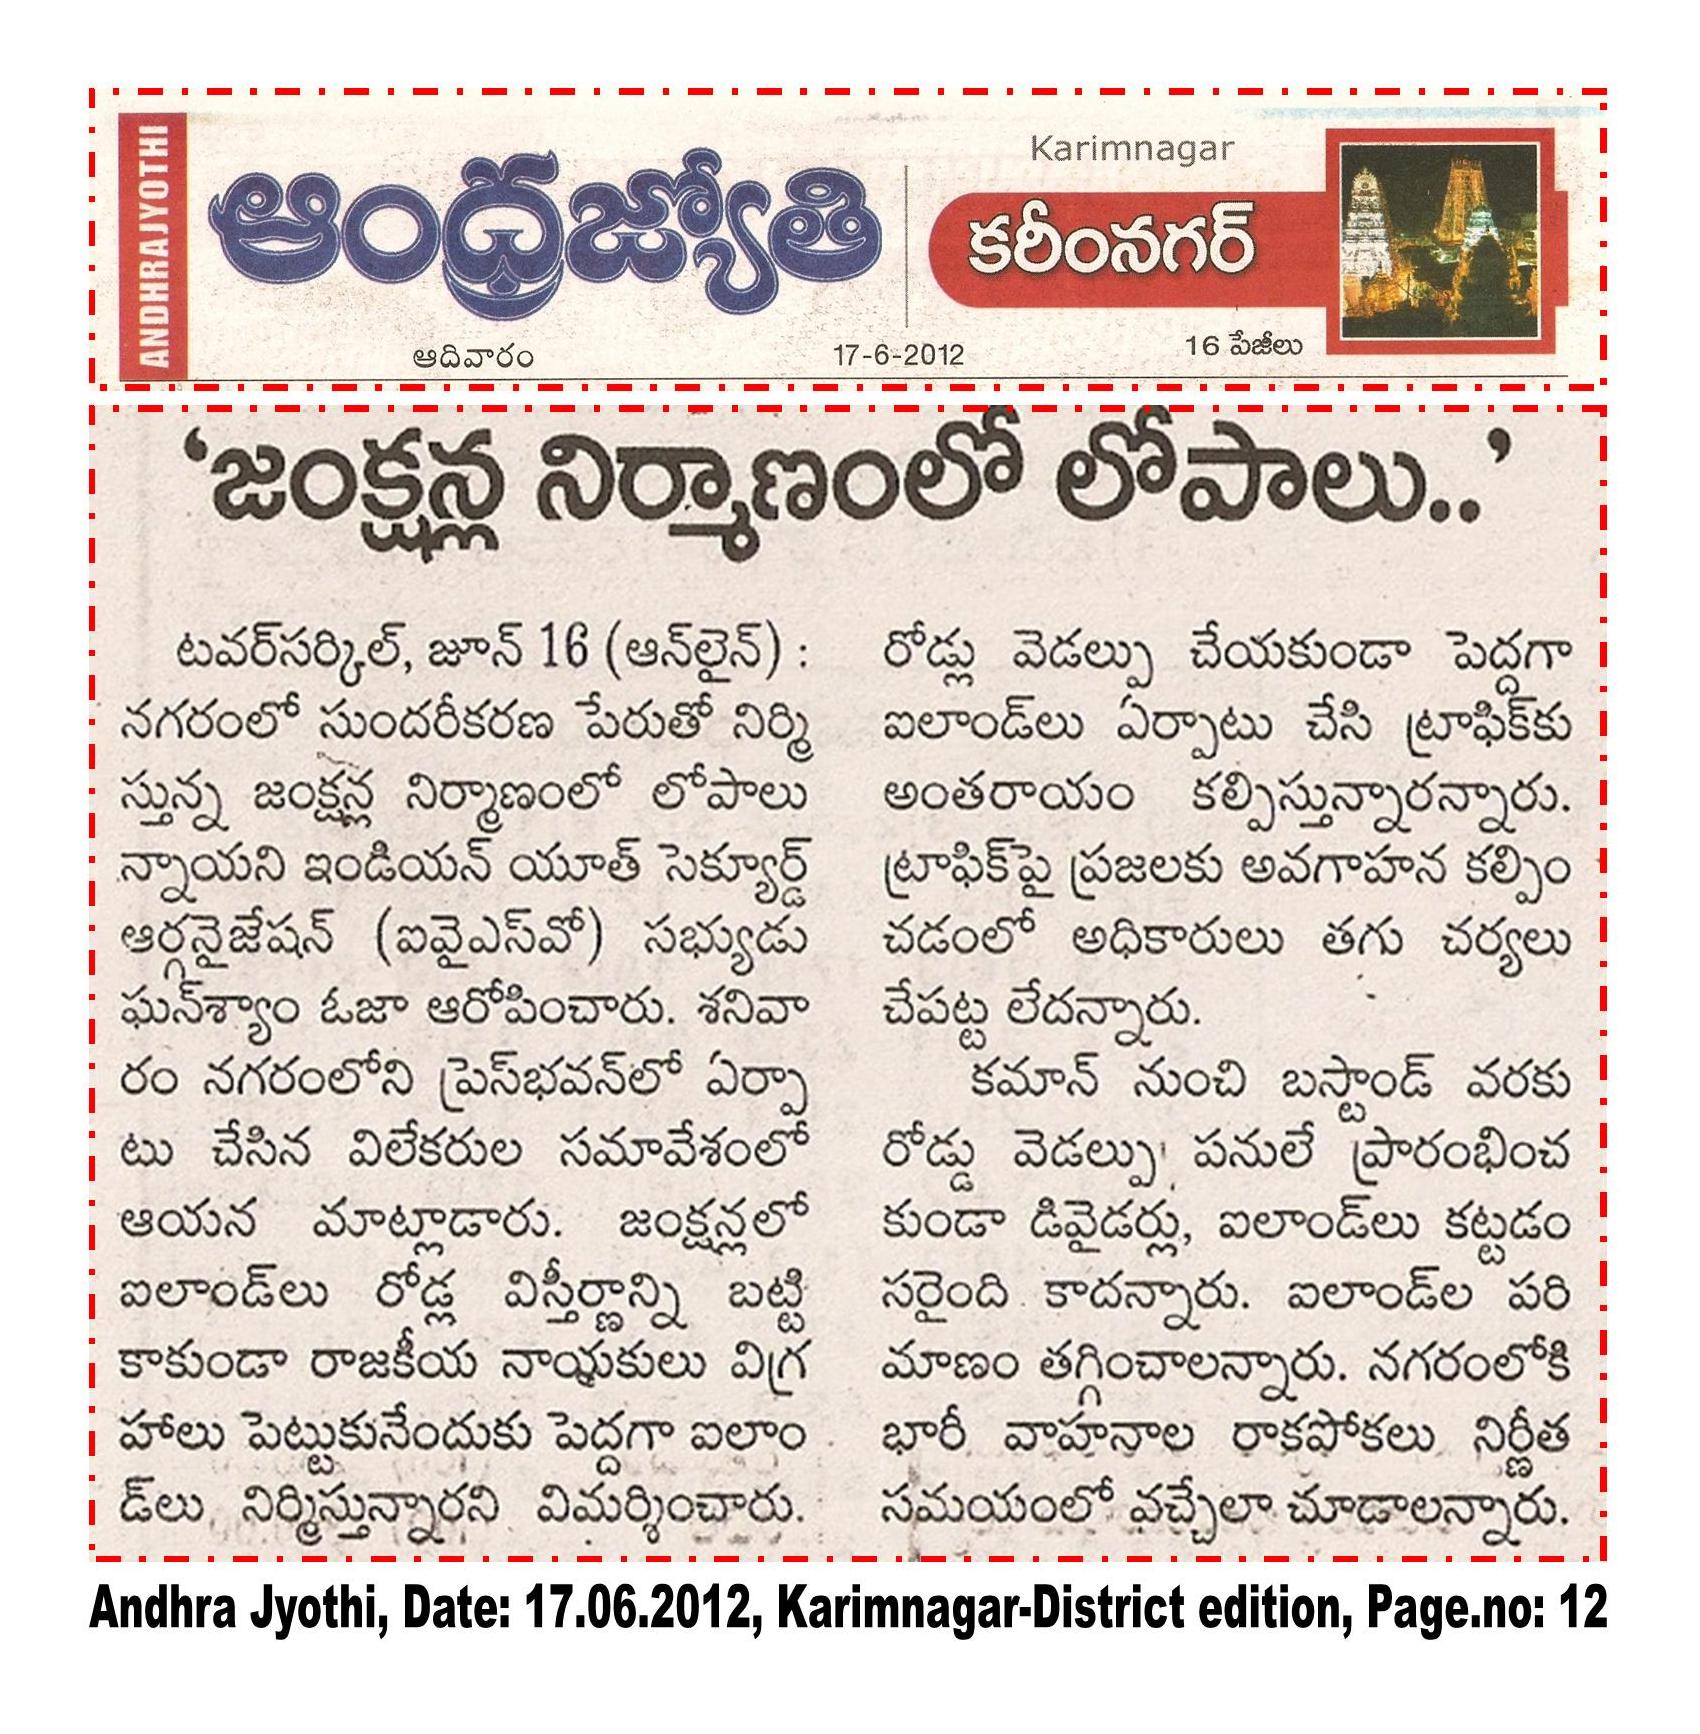 ANDHRAJYOTHI
ఆంధ్రజ్యోతి
Karimnagar
కరీంనగర్
ఆదివారం
17-6-2012
16 పేజీలు
‘జంక్షన్ల నిర్మాణంలో లోపాలు..’
టవర్‌సర్కిల్, జూన్ 16 (ఆన్‌లైన్) :
నగరంలో సుందరీకరణ పేరుతో నిర్మి
స్తున్న జంక్షన్ల నిర్మాణంలో లోపాలు
న్నాయని ఇండియన్ యూత్ సెక్యూర్డ్
ఆర్గనైజేషన్ (ఐవైఎస్‌వో) సభ్యుడు
ఘన్‌శ్యాం ఓజా ఆరోపించారు. శనివా
రం నగరంలోని ప్రెస్‌భవన్‌లో ఏర్పా
టు చేసిన విలేకరుల సమావేశంలో
ఆయన మాట్లాడారు. జంక్షన్లలో
ఐలాండ్‌లు రోడ్ల విస్తీర్ణాన్ని బట్టి
కాకుండా రాజకీయ నాయకులు విగ్ర
హాలు పెట్టుకునేందుకు పెద్దగా ఐలాం
డ్‌లు నిర్మిస్తున్నారని విమర్శించారు.
రోడ్లు వెడల్పు చేయకుండా పెద్దగా
ఐలాండ్‌లు ఏర్పాటు చేసి ట్రాఫిక్‌కు
అంతరాయం కల్పిస్తున్నారన్నారు.
ట్రాఫిక్‌పై ప్రజలకు అవగాహన కల్పిం
చడంలో అధికారులు తగు చర్యలు
చేపట్ట లేదన్నారు.
కమాన్ నుంచి బస్టాండ్ వరకు
రోడ్డు వెడల్పు పనులే ప్రారంభించ
కుండా డివైడర్లు, ఐలాండ్‌లు కట్టడం
సరైంది కాదన్నారు. ఐలాండ్‌ల పరి
మాణం తగ్గించాలన్నారు. నగరంలోకి
భారీ వాహనాల రాకపోకలు నిర్ణీత
సమయంలో వచ్చేలా చూడాలన్నారు.
Andhra Jyothi, Date: 17.06.2012, Karimnagar-District edition, Page.no: 12